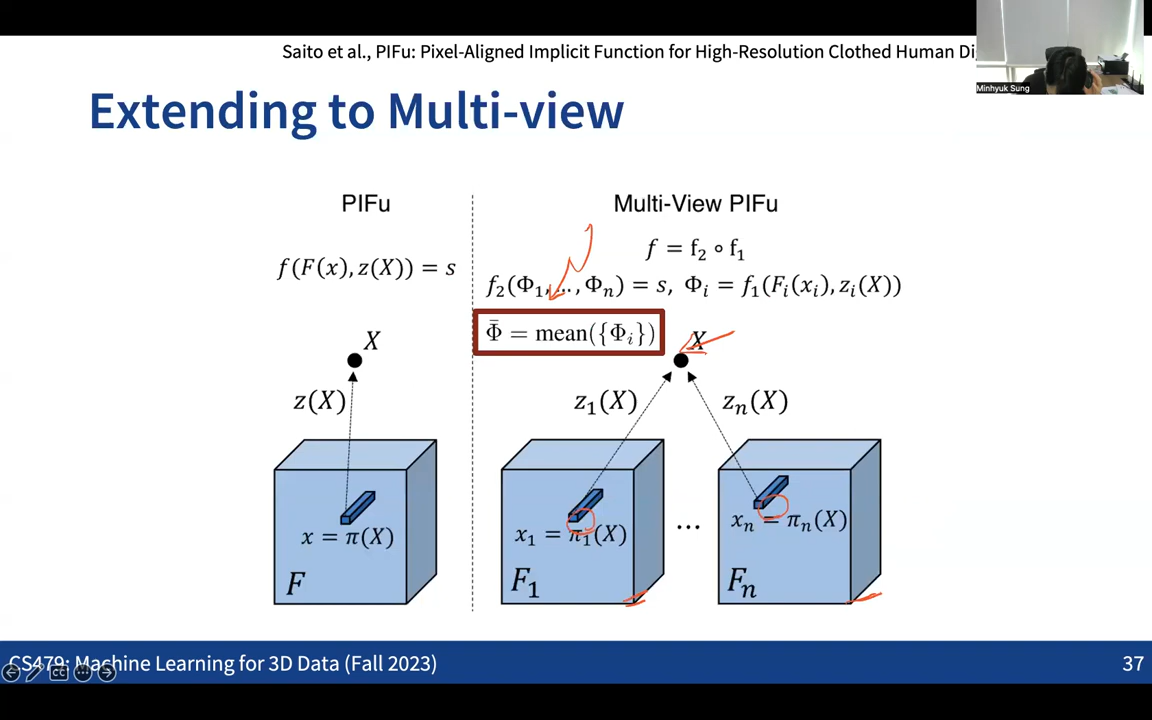 Saito et al., PIFu: Pixel-Aligned Implicit Function for High-Resolution Clothed Human
Minhyuk Sung
Extending to Multi-view
PIFu
f(F(x), z(X)) = s
X
z(X)
x = π(X)
F
Multi-View PIFu
f = f₂ ∘ f₁
f₂(Φ₁, …, Φₙ) = s, Φᵢ = f₁(Fᵢ(xᵢ), zᵢ(X))
Φ̄ = mean({Φᵢ})
X
z₁(X) zₙ(X)
x₁ = π₁(X) … xₙ = πₙ(X)
F₁ Fₙ
CS479: Machine Learning for 3D Data (Fall 2023) 37